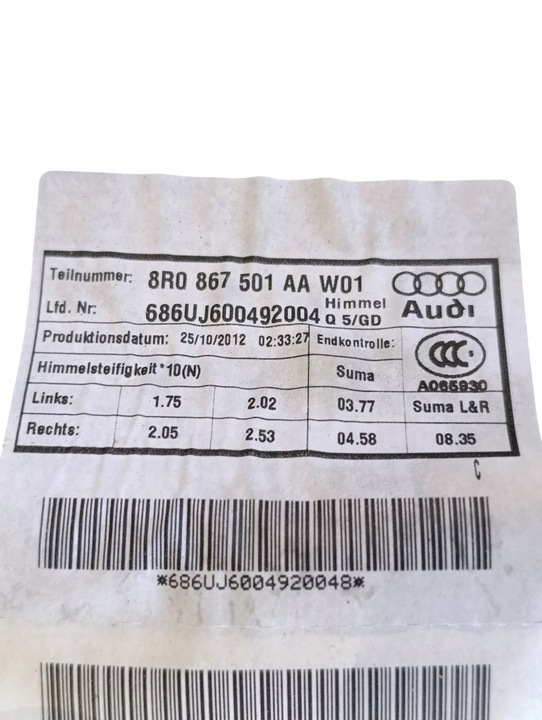 Teilnummer: 8R0 867 501 AA W01
Lfd. Nr: 686UJ600492004 Himmel Q 5/GD Audi
Produktionsdatum: 25/10/2012 02:33:27 Endkontrolle:
CCC
A065930
Himmelsteifigkeit*10(N) Suma
Links: 1.75 2.02 03.77 Suma L&R
Rechts: 2.05 2.53 04.58 08.35
C
*686UJ6004920048*